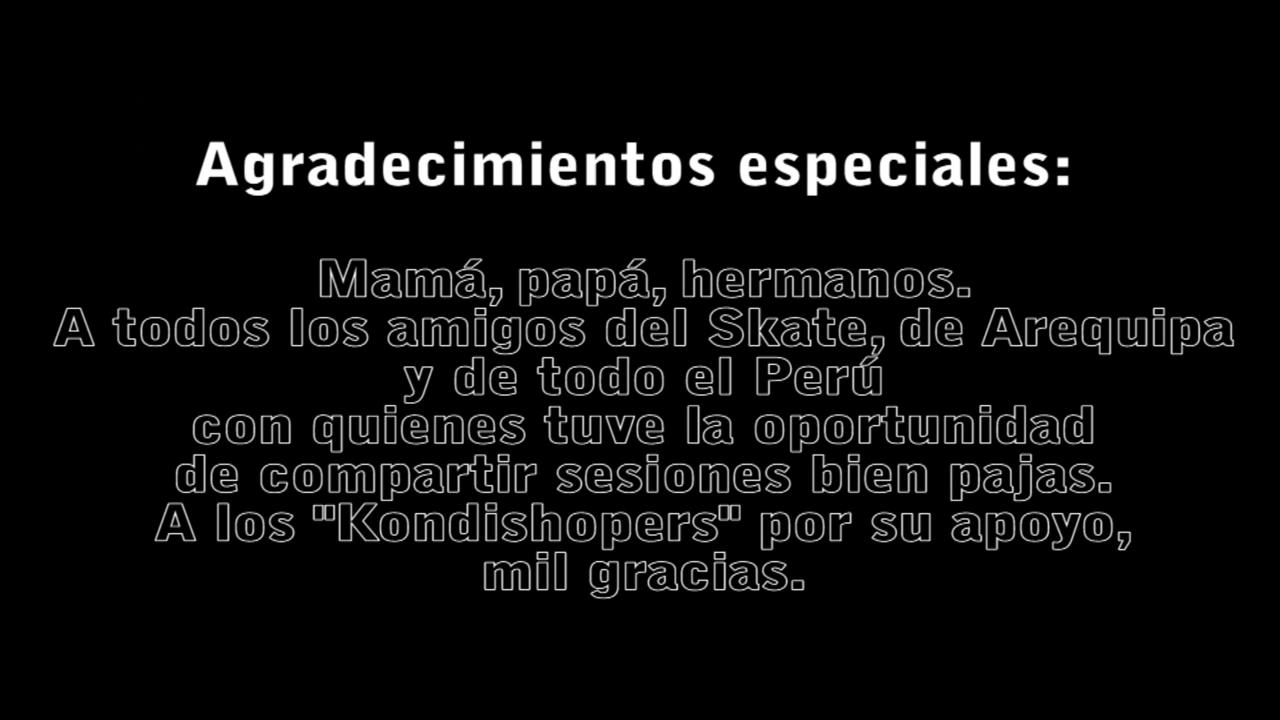 Agradecimientos especiales:
Mamá, papá, hermanos.
A todos los amigos del Skate, de Arequipa
y de todo el Perú
con quienes tuve la oportunidad
de compartir sesiones bien pajas.
A los "Kondishopers" por su apoyo,
mil gracias.